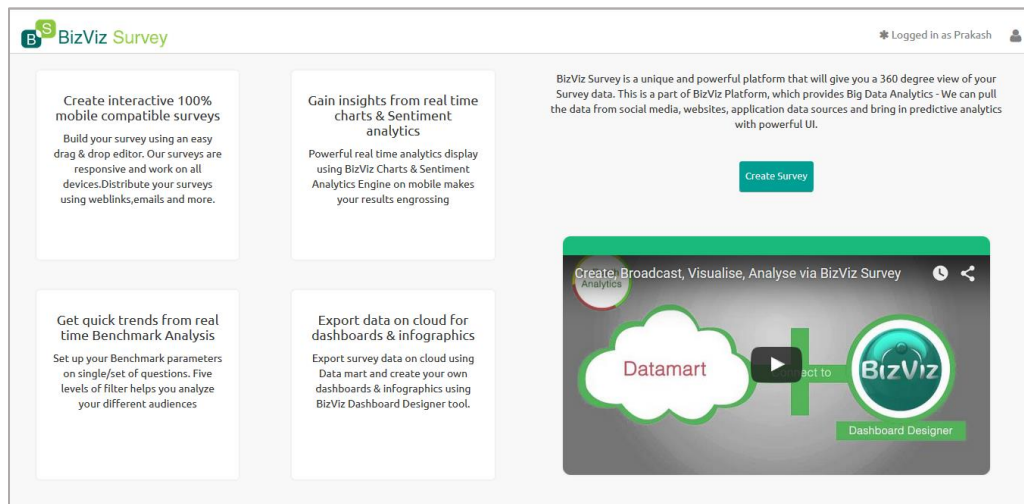 BS BizViz Survey
✱ Logged in as Prakash
Create interactive 100%
mobile compatible surveys
Build your survey using an easy
drag & drop editor. Our surveys are
responsive and work on all
devices.Distribute your surveys
using weblinks,emails and more.
Gain insights from real time
charts & Sentiment
analytics
Powerful real time analytics display
using BizViz Charts & Sentiment
Analytics Engine on mobile makes
your results engrossing
Get quick trends from real
time Benchmark Analysis
Set up your Benchmark parameters
on single/set of questions. Five
levels of filter helps you analyze
your different audiences
Export data on cloud for
dashboards & infographics
Export survey data on cloud using
Data mart and create your own
dashboards & infographics using
BizViz Dashboard Designer tool.
BizViz Survey is a unique and powerful platform that will give you a 360 degree view of your
Survey data. This is a part of BizViz Platform, which provides Big Data Analytics - We can pull
the data from social media, websites, application data sources and bring in predictive analytics
with powerful UI.
Create Survey
Create, Broadcast, Visualise, Analyse via BizViz Survey
Analytics
Datamart
to
BIZVIZ
Dashboard Designer